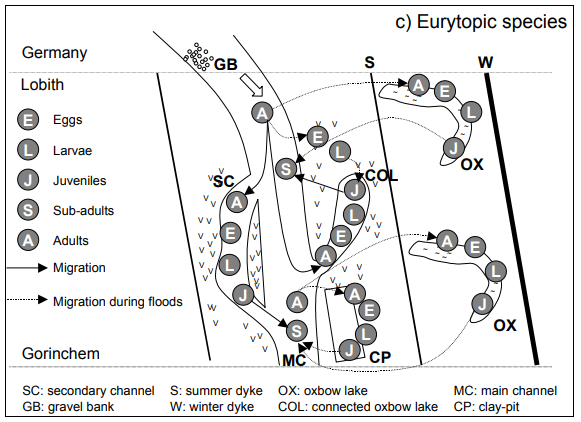 c) Eurytopic species
Germany
GB
S
W
Lobith
A
A
E
L
E
Eggs
A
E
L
L
Larvae
J
OX
J
Juveniles
SC
S
COL
J
S
Sub-adults
A
L
A
Adults
E
E
A
E
Migration
L
A
L
Migration during floods
J
A
A
E
J
OX
S
L
Gorinchem
MC
J
CP
SC: secondary channel
S: summer dyke
OX: oxbow lake
MC: main channel
GB: gravel bank
W: winter dyke
COL: connected oxbow lake
CP: clay-pit